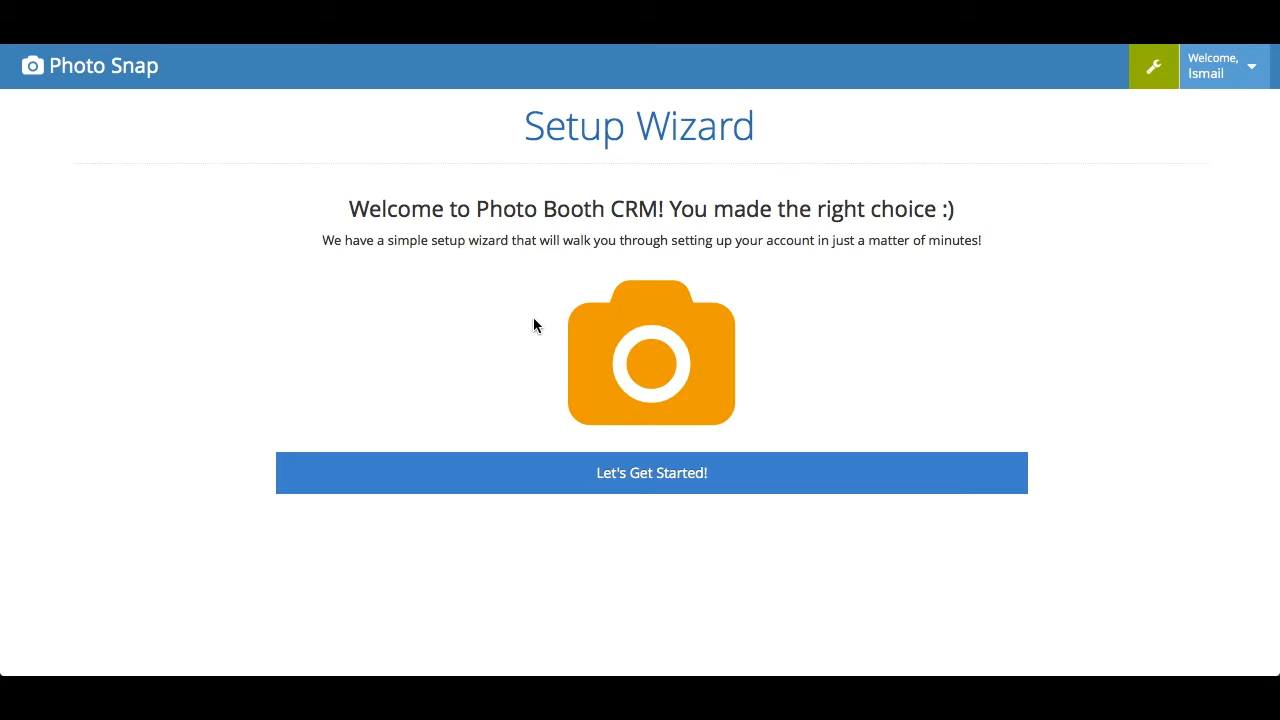 Photo Snap
Welcome,
Ismail
Setup Wizard
Welcome to Photo Booth CRM! You made the right choice :)
We have a simple setup wizard that will walk you through setting up your account in just a matter of minutes!
Let's Get Started!